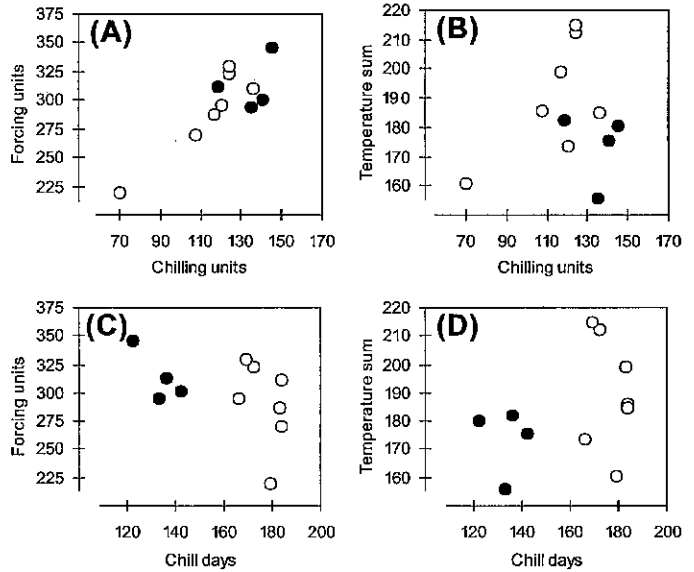 (A)
375
350
325
300
275
250
225
Forcing units
70 90 110 130 150 170
Chilling units
(B)
220
210
200
190
180
170
160
Temperature sum
70 90 110 130 150 170
Chilling units
(C)
375
350
325
300
275
250
225
Forcing units
120 140 160 180 200
Chill days
(D)
220
210
200
190
180
170
160
Temperature sum
120 140 160 180 200
Chill days